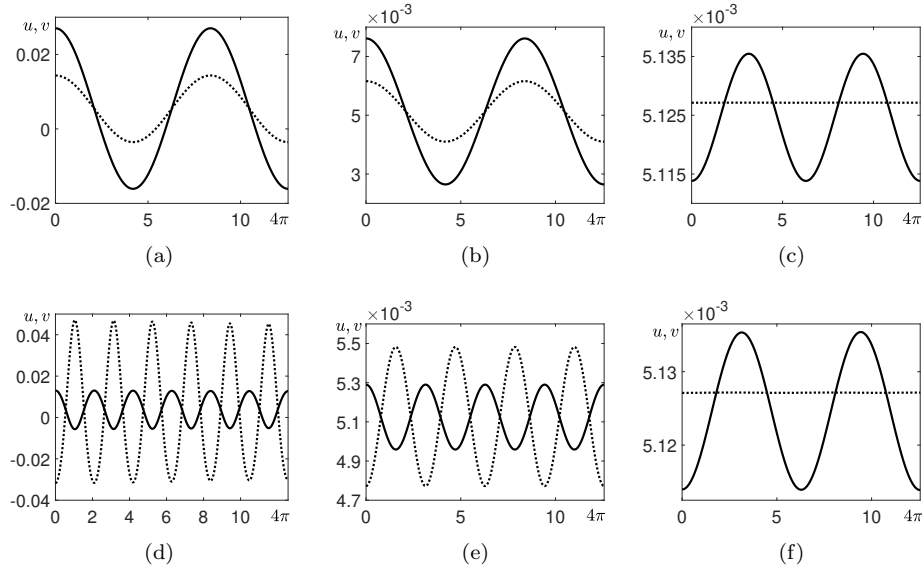 ×10⁻³ ×10⁻³
u, v u, v u, v
0.02 7 5.135
0 5 5.125
-0.02 3 5.115
0 5 10 4π 0 5 10 4π 0 5 10 4π
(a) (b) (c)
×10⁻³ ×10⁻³
u, v u, v u, v
0.04 5.5
0.02 5.3 5.13
0 5.1
-0.02 4.9 5.12
-0.04 4.7
0 2 4 6 8 10 4π 0 5 10 4π 0 5 10 4π
(d) (e) (f)